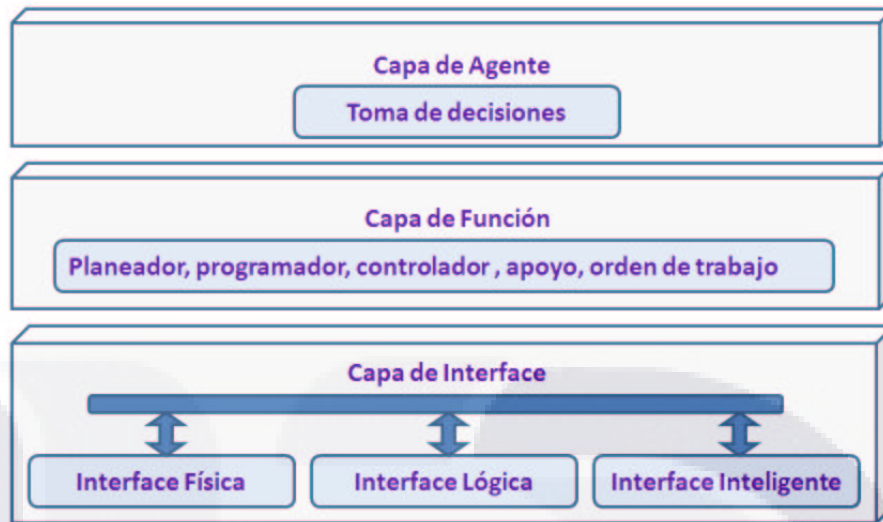 Capa de Agente
Toma de decisiones
Capa de Función
Planeador, programador, controlador , apoyo, orden de trabajo
Capa de Interface
Interface Física
Interface Lógica
Interface Inteligente